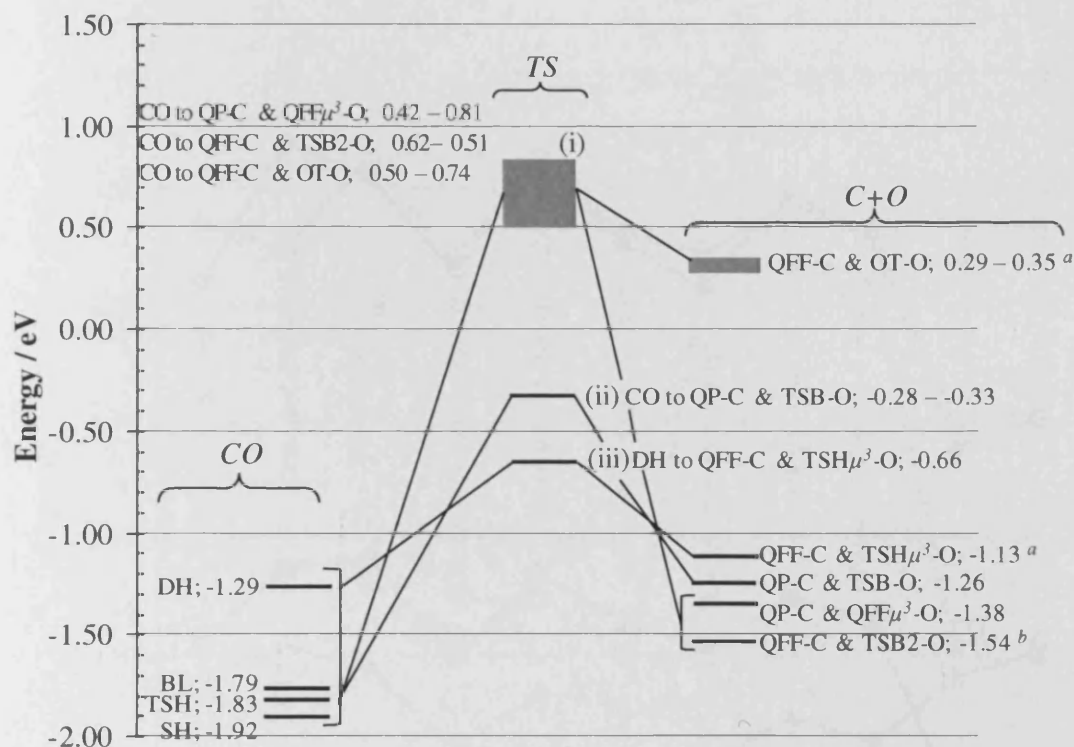 1.50
TS
CO to QP-C & QFFμ³-O; 0.42 – 0.81
1.00
CO to QFF-C & TSB2-O; 0.62– 0.51
(i)
CO to QFF-C & OT-O; 0.50 – 0.74
C+O
0.50
QFF-C & OT-O; 0.29 – 0.35 a
0.00
Energy / eV
(ii) CO to QP-C & TSB-O; -0.28 – -0.33
-0.50
(iii) DH to QFF-C & TSHμ³-O; -0.66
CO
-1.00
QFF-C & TSHμ³-O; -1.13 a
DH; -1.29
QP-C & TSB-O; -1.26
QP-C & QFFμ³-O; -1.38
-1.50
QFF-C & TSB2-O; -1.54 b
BL; -1.79
TSH; -1.83
SH; -1.92
-2.00